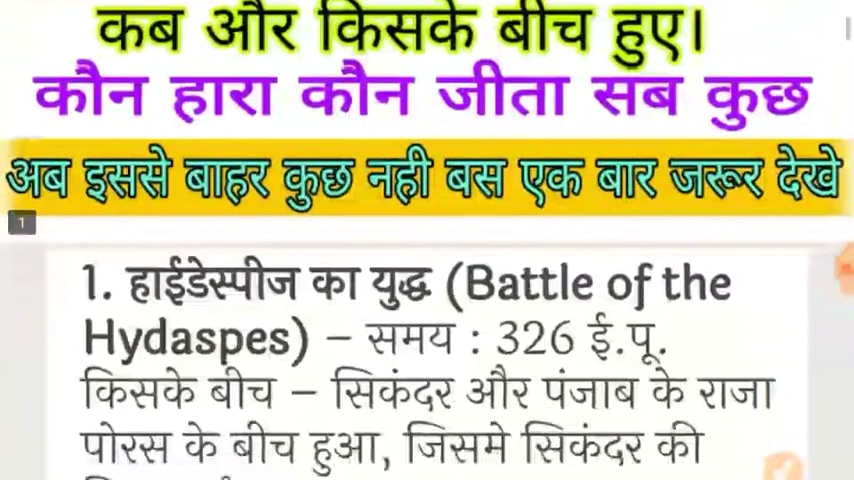 कब और किसके बीच हुए।
कौन हारा कौन जीता सब कुछ
अब इससे बाहर कुछ नही बस एक बार जरूर देखे
1
1. हाईडेस्पीज का युद्ध (Battle of the
Hydaspes) – समय : 326 ई.पू.
किसके बीच – सिकंदर और पंजाब के राजा
पोरस के बीच हुआ, जिसमे सिकंदर की